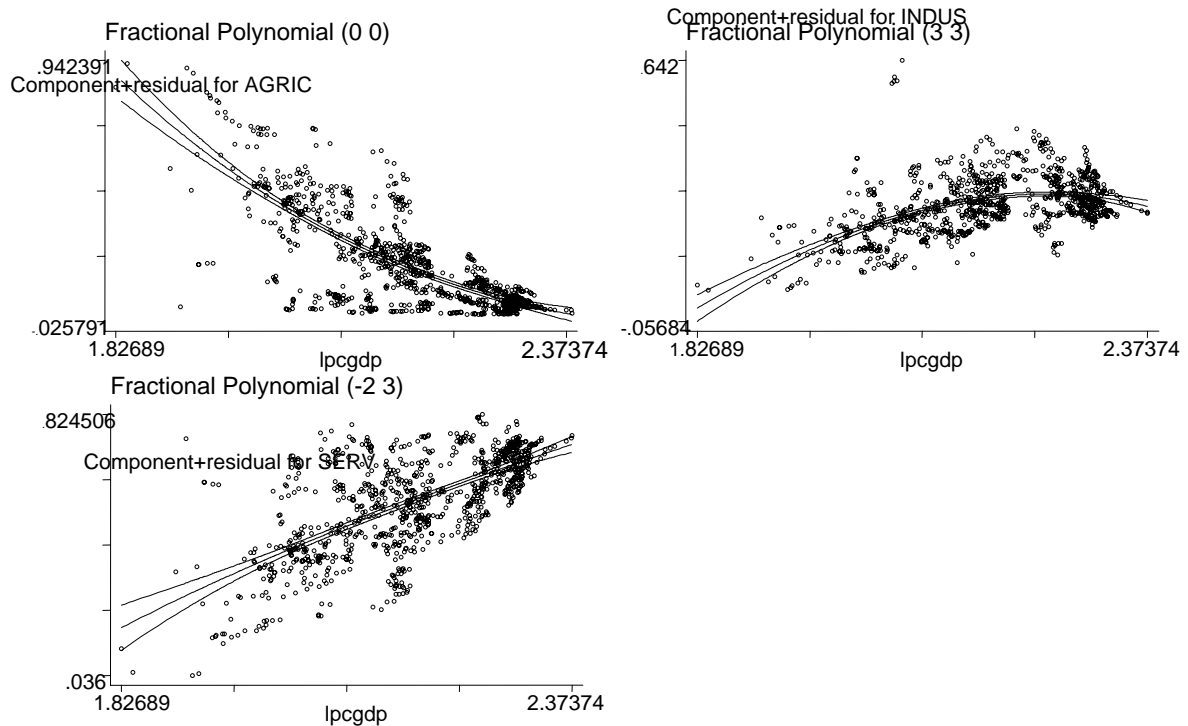 Fractional Polynomial (0 0)
.942391
Component+residual for AGRIC
.025791
1.82689
2.37374
lpcgdp
Component+residual for INDUS
Fractional Polynomial (3 3)
.642
-.05684
1.82689
2.37374
lpcgdp
Fractional Polynomial (-2 3)
.824506
Component+residual for SERV
.036
1.82689
2.37374
lpcgdp